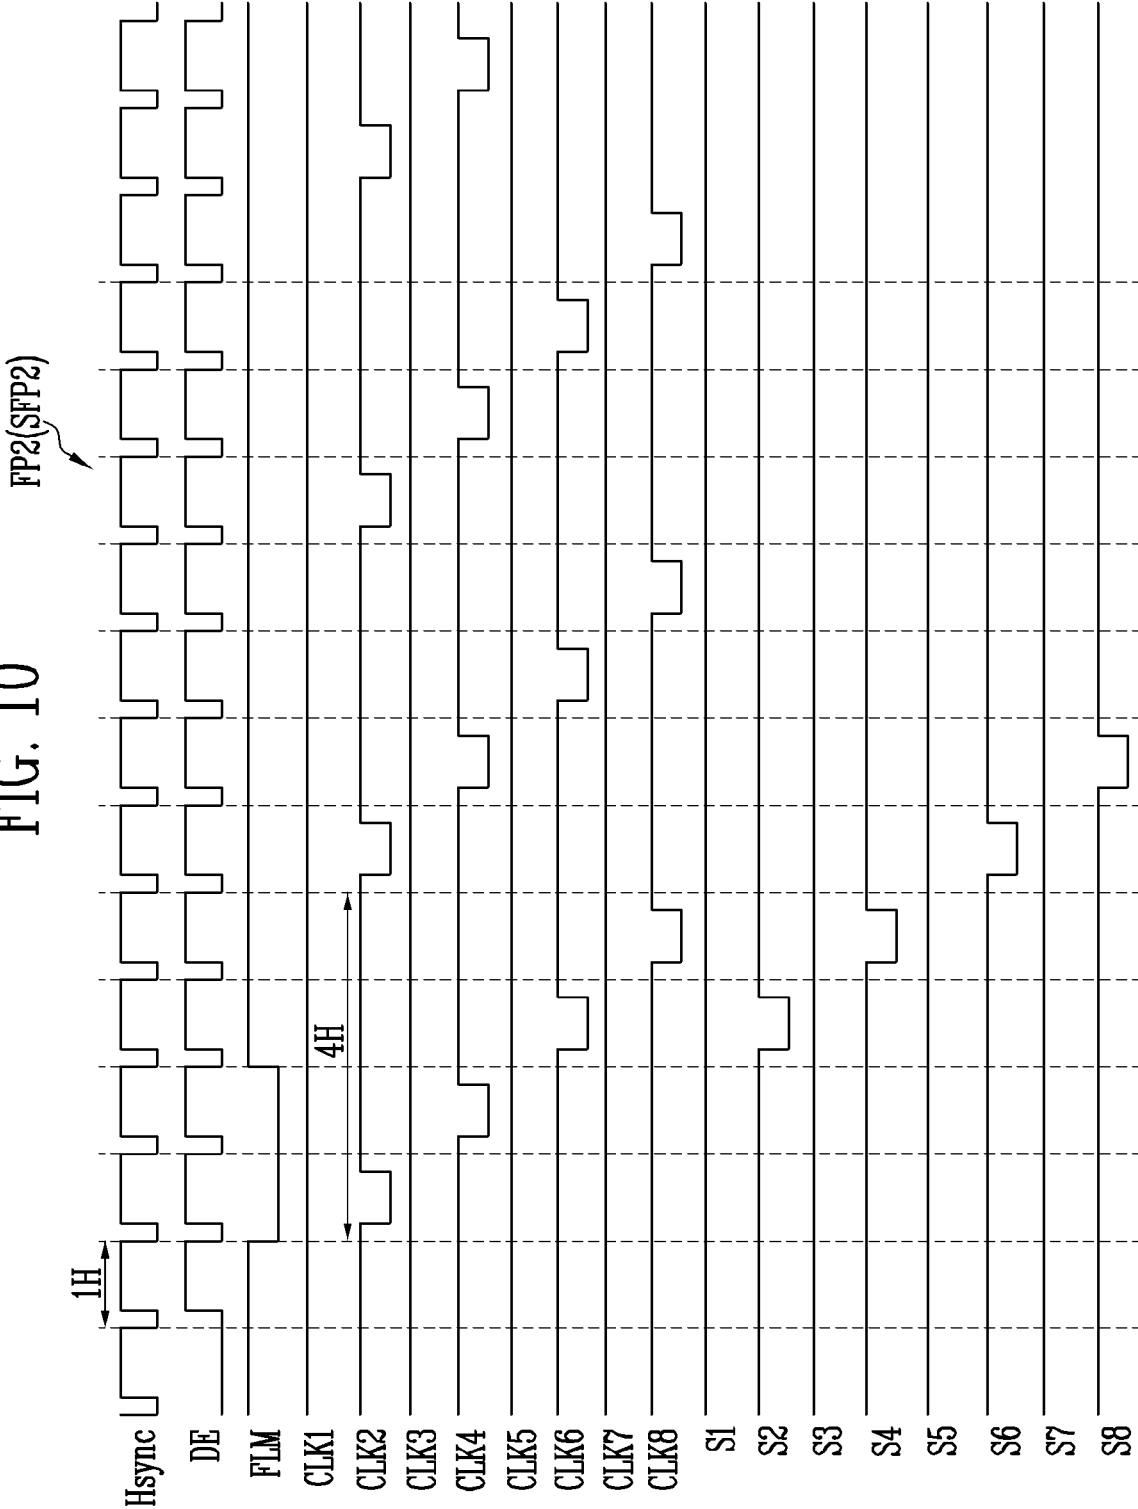 FIG. 10
FP2(SFP2)
1H
4H
Hsync
DE
FLM
CLK1
CLK2
CLK3
CLK4
CLK5
CLK6
CLK7
CLK8
S1
S2
S3
S4
S5
S6
S7
S8